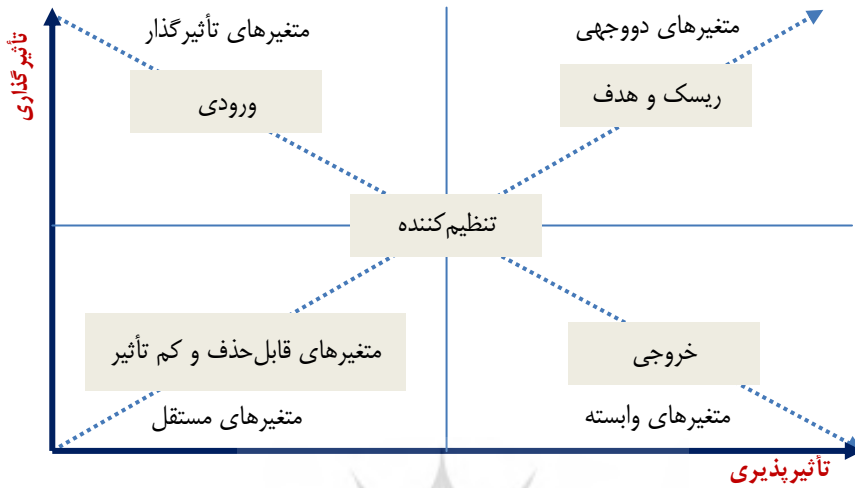 تأثیرگذاری
متغیرهای دووجهی
متغیرهای تأثیرگذار
ریسک و هدف
ورودی
تنظیم‌کننده
خروجی
متغیرهای قابل‌حذف و کم تأثیر
متغیرهای وابسته
متغیرهای مستقل
تأثیرپذیری